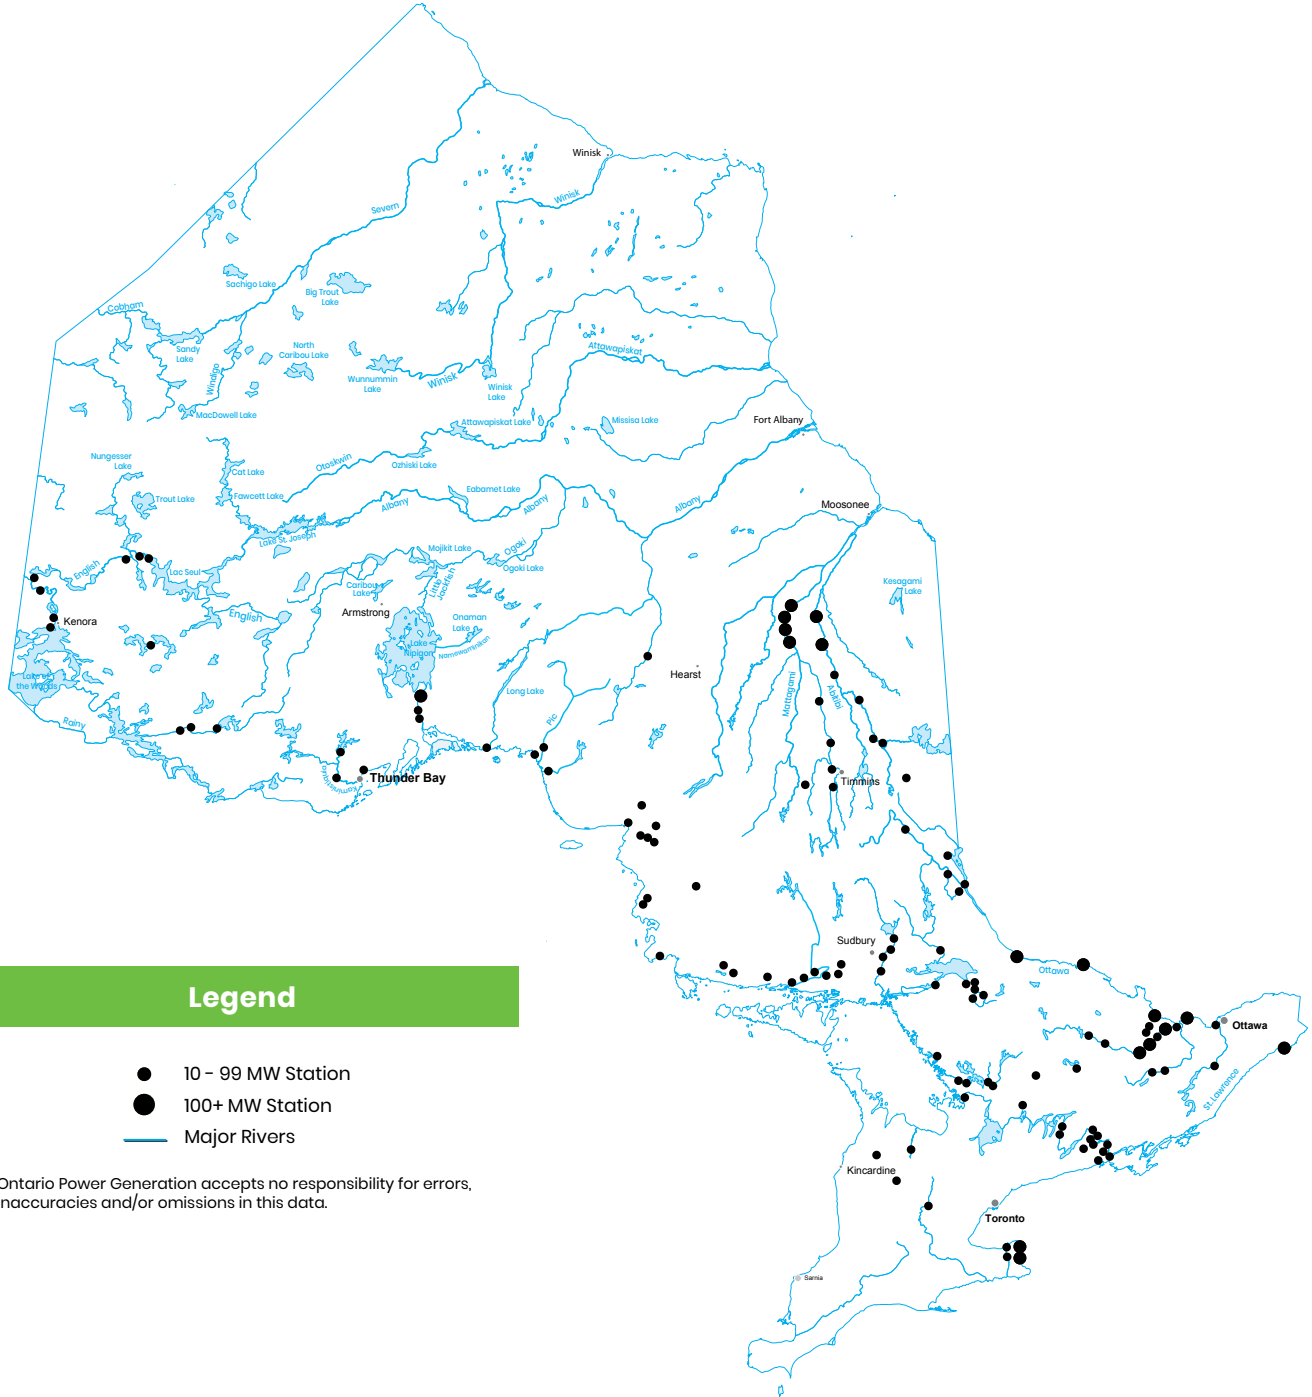 Winisk
Winisk
Severn
Sachigo Lake
Big Trout
Lake
Cobham
Sandy
Lake
North
Caribou Lake
Attawapiskat
Windigo
Wunnummin
Lake
Winisk
Winisk
Lake
MacDowell Lake
Attawapiskat Lake
Missisa Lake
Fort Albany
Nungesser
Lake
Cat Lake
Otoskwin
Ozhiski Lake
Trout Lake
Fawcett Lake
Eabamet Lake
Albany
Albany
Albany
Moosonee
Lake St. Joseph
Mojikit Lake
Ogoki
Ogoki Lake
English
Lac Seul
Caribou
Lake
Little
Jackfish
Kesagami
Lake
Armstrong
English
Onaman
Lake
Kenora
Lake
Nipigon
Namewaminikan
Hearst
Lake of
the Woods
Long Lake
Mattagami
Abitibi
Rainy
Pic
Thunder Bay
Kaministiquia
Timmins
Sudbury
Ottawa
Legend
Ottawa
10 - 99 MW Station
100+ MW Station
Major Rivers
St. Lawrence
Kincardine
Ontario Power Generation accepts no responsibility for errors,
naccuracies and/or omissions in this data.
Toronto
Sarnia